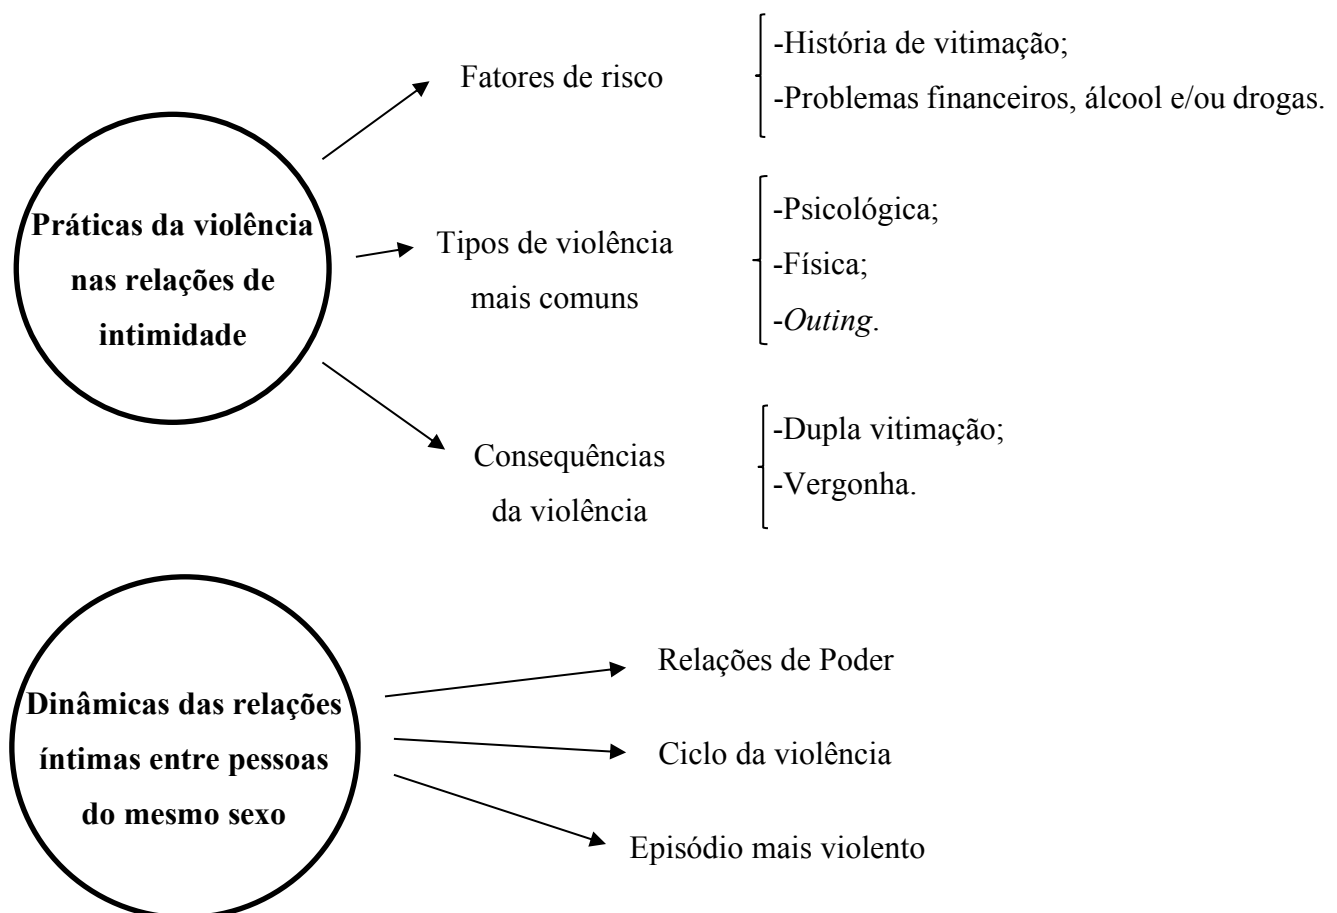 Práticas da violência
nas relações de
intimidade
Fatores de risco
-História de vitimação;
-Problemas financeiros, álcool e/ou drogas.
Tipos de violência
mais comuns
-Psicológica;
-Física;
-Outing.
Consequências
da violência
-Dupla vitimação;
-Vergonha.
Dinâmicas das relações
íntimas entre pessoas
do mesmo sexo
Relações de Poder
Ciclo da violência
Episódio mais violento